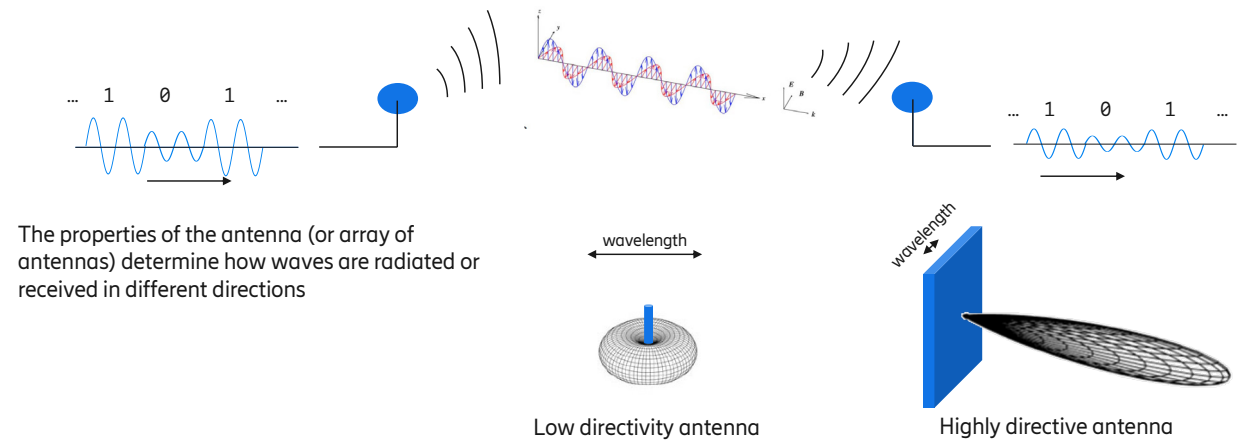 … 1 0 1 …
z
y
x
E
B
k
… 1 0 1 …
The properties of the antenna (or array of
antennas) determine how waves are radiated or
received in different directions
wavelength
wavelength
Low directivity antenna
Highly directive antenna